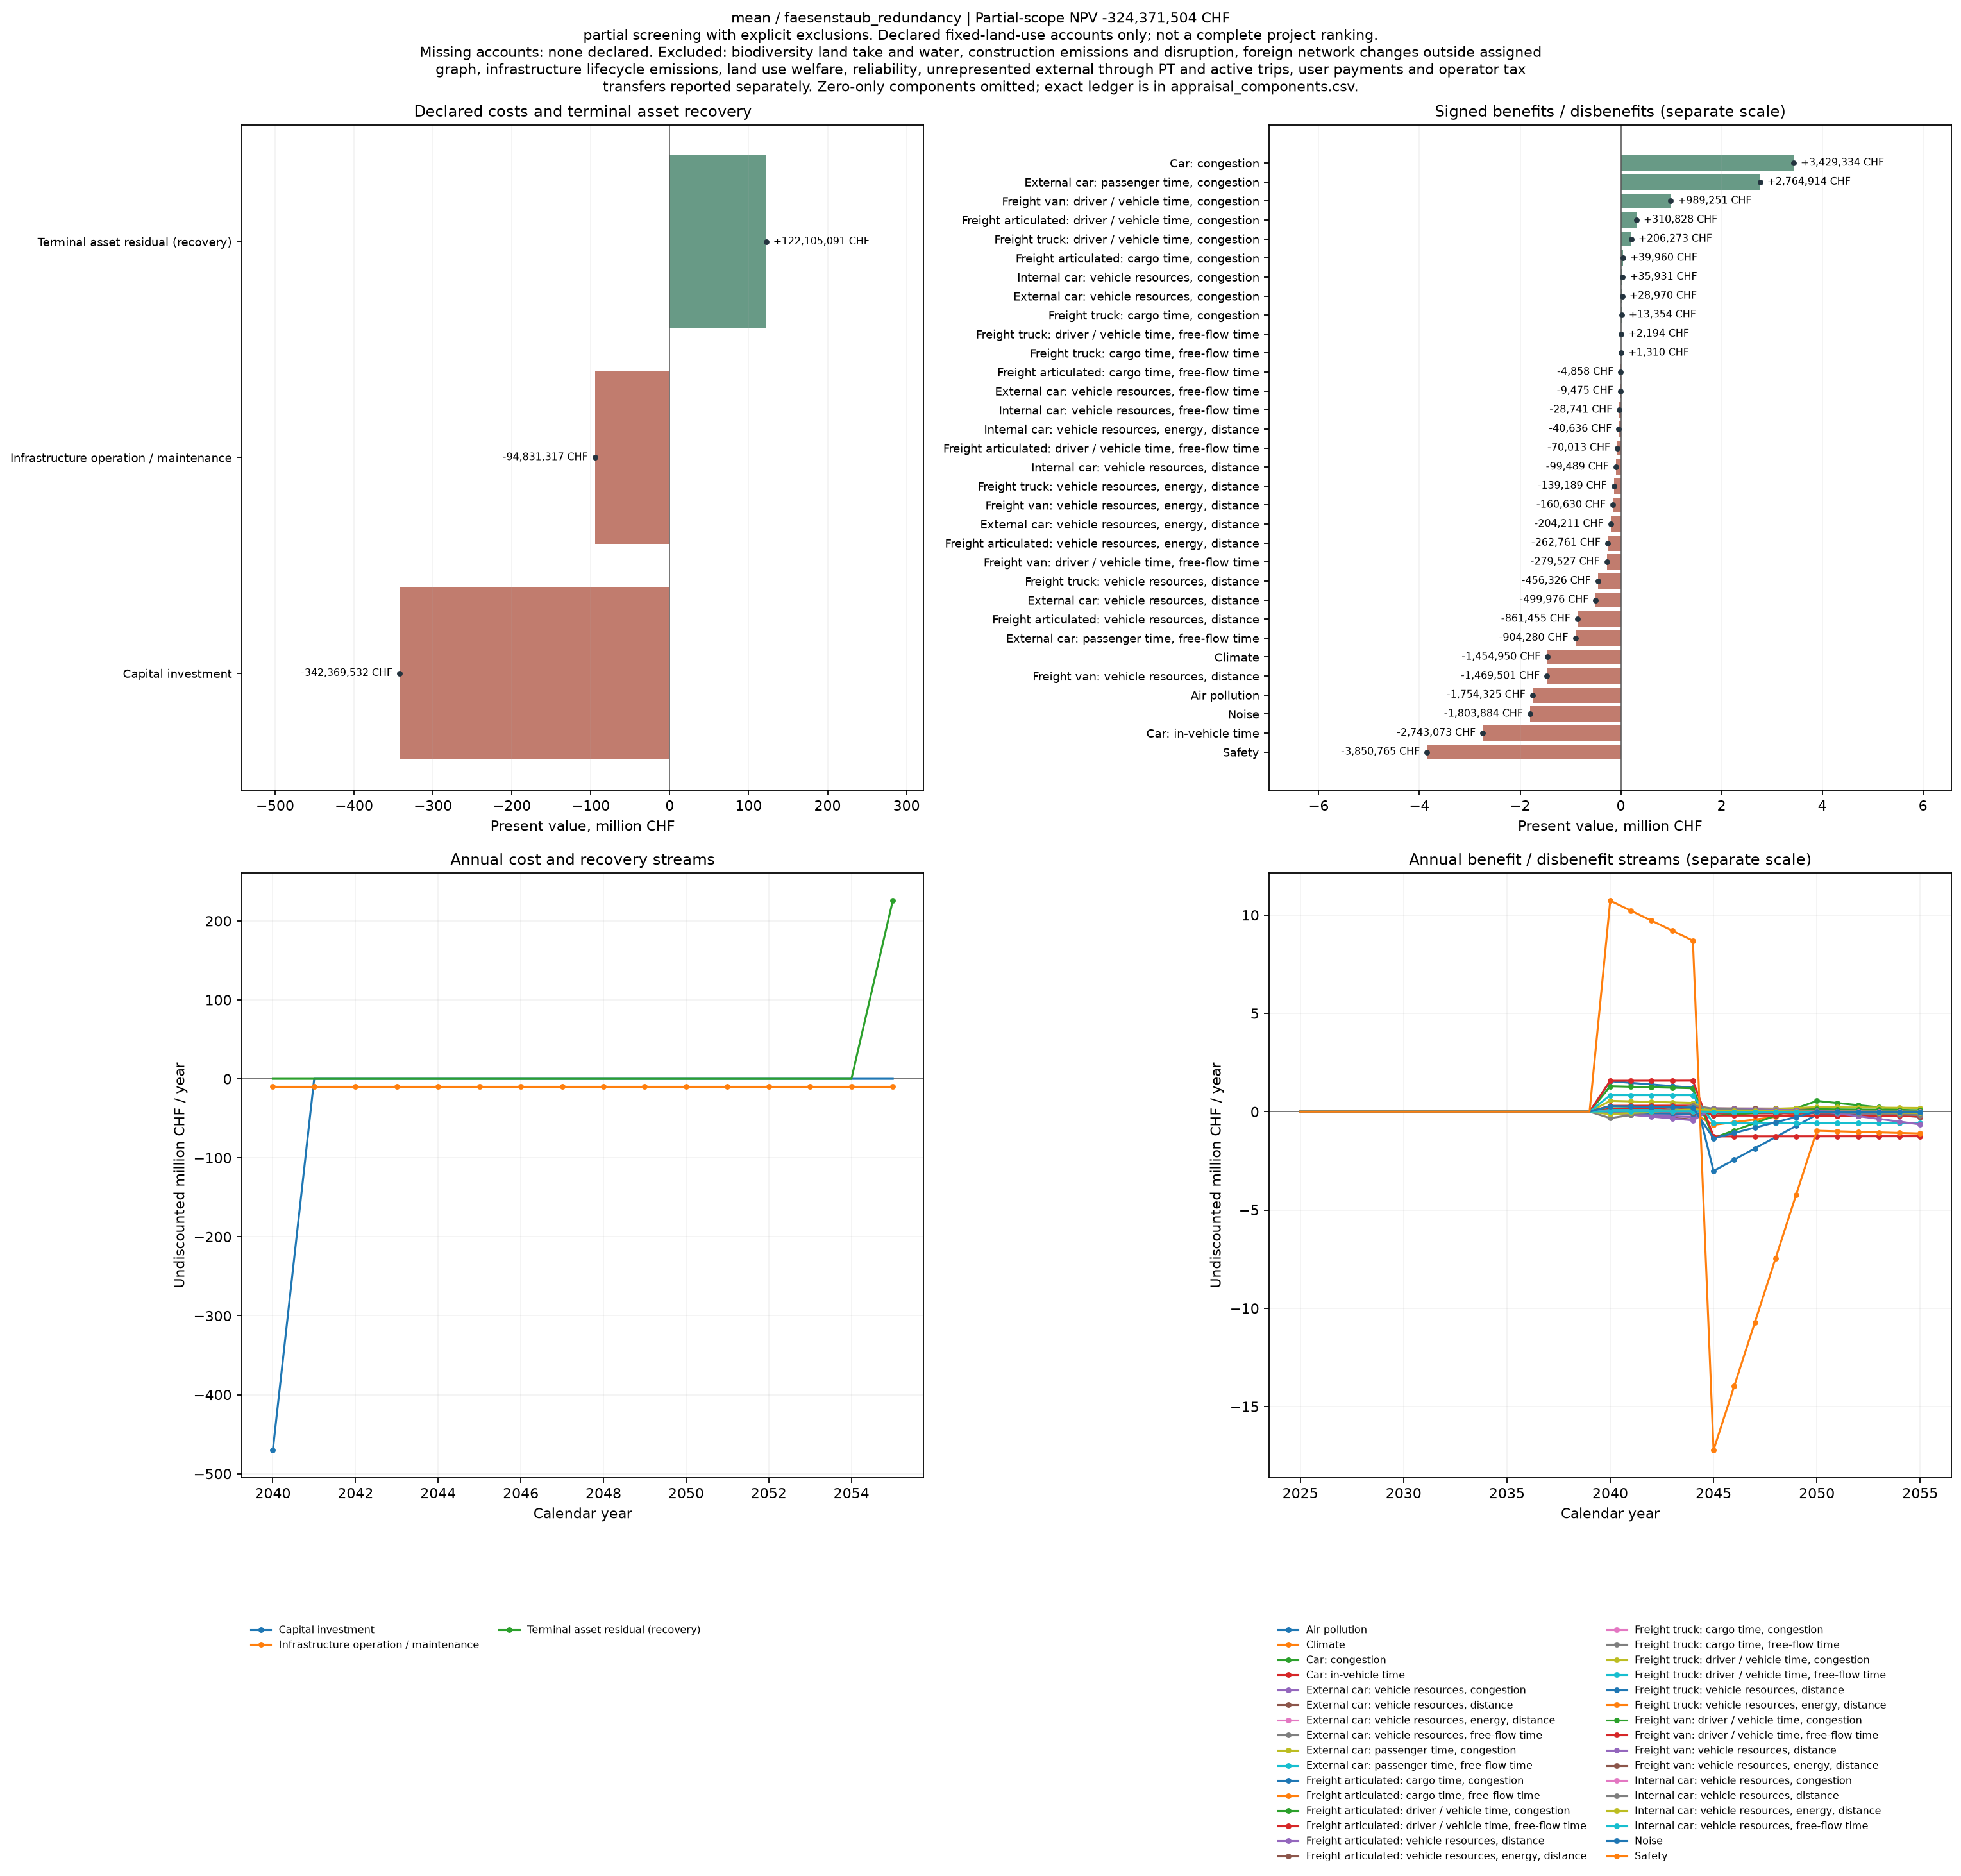 mean / faesenstaub_redundancy | Partial-scope NPV -324,371,504 CHF
partial screening with explicit exclusions. Declared fixed-land-use accounts only; not a complete project ranking.
Missing accounts: none declared. Excluded: biodiversity land take and water, construction emissions and disruption, foreign network changes outside assigned
graph, infrastructure lifecycle emissions, land use welfare, reliability, unrepresented external through PT and active trips, user payments and operator tax
transfers reported separately. Zero-only components omitted; exact ledger is in appraisal_components.csv.
Declared costs and terminal asset recovery
Terminal asset residual (recovery)
+122,105,091 CHF
Infrastructure operation / maintenance
-94,831,317 CHF
Capital investment
-342,369,532 CHF
−500 −400 −300 −200 −100 0 100 200 300
Present value, million CHF
Signed benefits / disbenefits (separate scale)
Car: congestion +3,429,334 CHF
External car: passenger time, congestion +2,764,914 CHF
Freight van: driver / vehicle time, congestion +989,251 CHF
Freight articulated: driver / vehicle time, congestion +310,828 CHF
Freight truck: driver / vehicle time, congestion +206,273 CHF
Freight articulated: cargo time, congestion +39,960 CHF
Internal car: vehicle resources, congestion +35,931 CHF
External car: vehicle resources, congestion +28,970 CHF
Freight truck: cargo time, congestion +13,354 CHF
Freight truck: driver / vehicle time, free-flow time +2,194 CHF
Freight truck: cargo time, free-flow time +1,310 CHF
Freight articulated: cargo time, free-flow time -4,858 CHF
External car: vehicle resources, free-flow time -9,475 CHF
Internal car: vehicle resources, free-flow time -28,741 CHF
Internal car: vehicle resources, energy, distance -40,636 CHF
Freight articulated: driver / vehicle time, free-flow time -70,013 CHF
Internal car: vehicle resources, distance -99,489 CHF
Freight truck: vehicle resources, energy, distance -139,189 CHF
Freight van: vehicle resources, energy, distance -160,630 CHF
External car: vehicle resources, energy, distance -204,211 CHF
Freight articulated: vehicle resources, energy, distance -262,761 CHF
Freight van: driver / vehicle time, free-flow time -279,527 CHF
Freight truck: vehicle resources, distance -456,326 CHF
External car: vehicle resources, distance -499,976 CHF
Freight articulated: vehicle resources, distance -861,455 CHF
External car: passenger time, free-flow time -904,280 CHF
Climate -1,454,950 CHF
Freight van: vehicle resources, distance -1,469,501 CHF
Air pollution -1,754,325 CHF
Noise -1,803,884 CHF
Car: in-vehicle time -2,743,073 CHF
Safety -3,850,765 CHF
−6 −4 −2 0 2 4 6
Present value, million CHF
Annual cost and recovery streams
Undiscounted million CHF / year
200
100
0
−100
−200
−300
−400
−500
2040 2042 2044 2046 2048 2050 2052 2054
Calendar year
Capital investment
Infrastructure operation / maintenance
Terminal asset residual (recovery)
Annual benefit / disbenefit streams (separate scale)
Undiscounted million CHF / year
10
5
0
−5
−10
−15
2025 2030 2035 2040 2045 2050 2055
Calendar year
Air pollution
Climate
Car: congestion
Car: in-vehicle time
External car: vehicle resources, congestion
External car: vehicle resources, distance
External car: vehicle resources, energy, distance
External car: vehicle resources, free-flow time
External car: passenger time, congestion
External car: passenger time, free-flow time
Freight articulated: cargo time, congestion
Freight articulated: cargo time, free-flow time
Freight articulated: driver / vehicle time, congestion
Freight articulated: driver / vehicle time, free-flow time
Freight articulated: vehicle resources, distance
Freight articulated: vehicle resources, energy, distance
Freight truck: cargo time, congestion
Freight truck: cargo time, free-flow time
Freight truck: driver / vehicle time, congestion
Freight truck: driver / vehicle time, free-flow time
Freight truck: vehicle resources, distance
Freight truck: vehicle resources, energy, distance
Freight van: driver / vehicle time, congestion
Freight van: driver / vehicle time, free-flow time
Freight van: vehicle resources, distance
Freight van: vehicle resources, energy, distance
Internal car: vehicle resources, congestion
Internal car: vehicle resources, distance
Internal car: vehicle resources, energy, distance
Internal car: vehicle resources, free-flow time
Noise
Safety